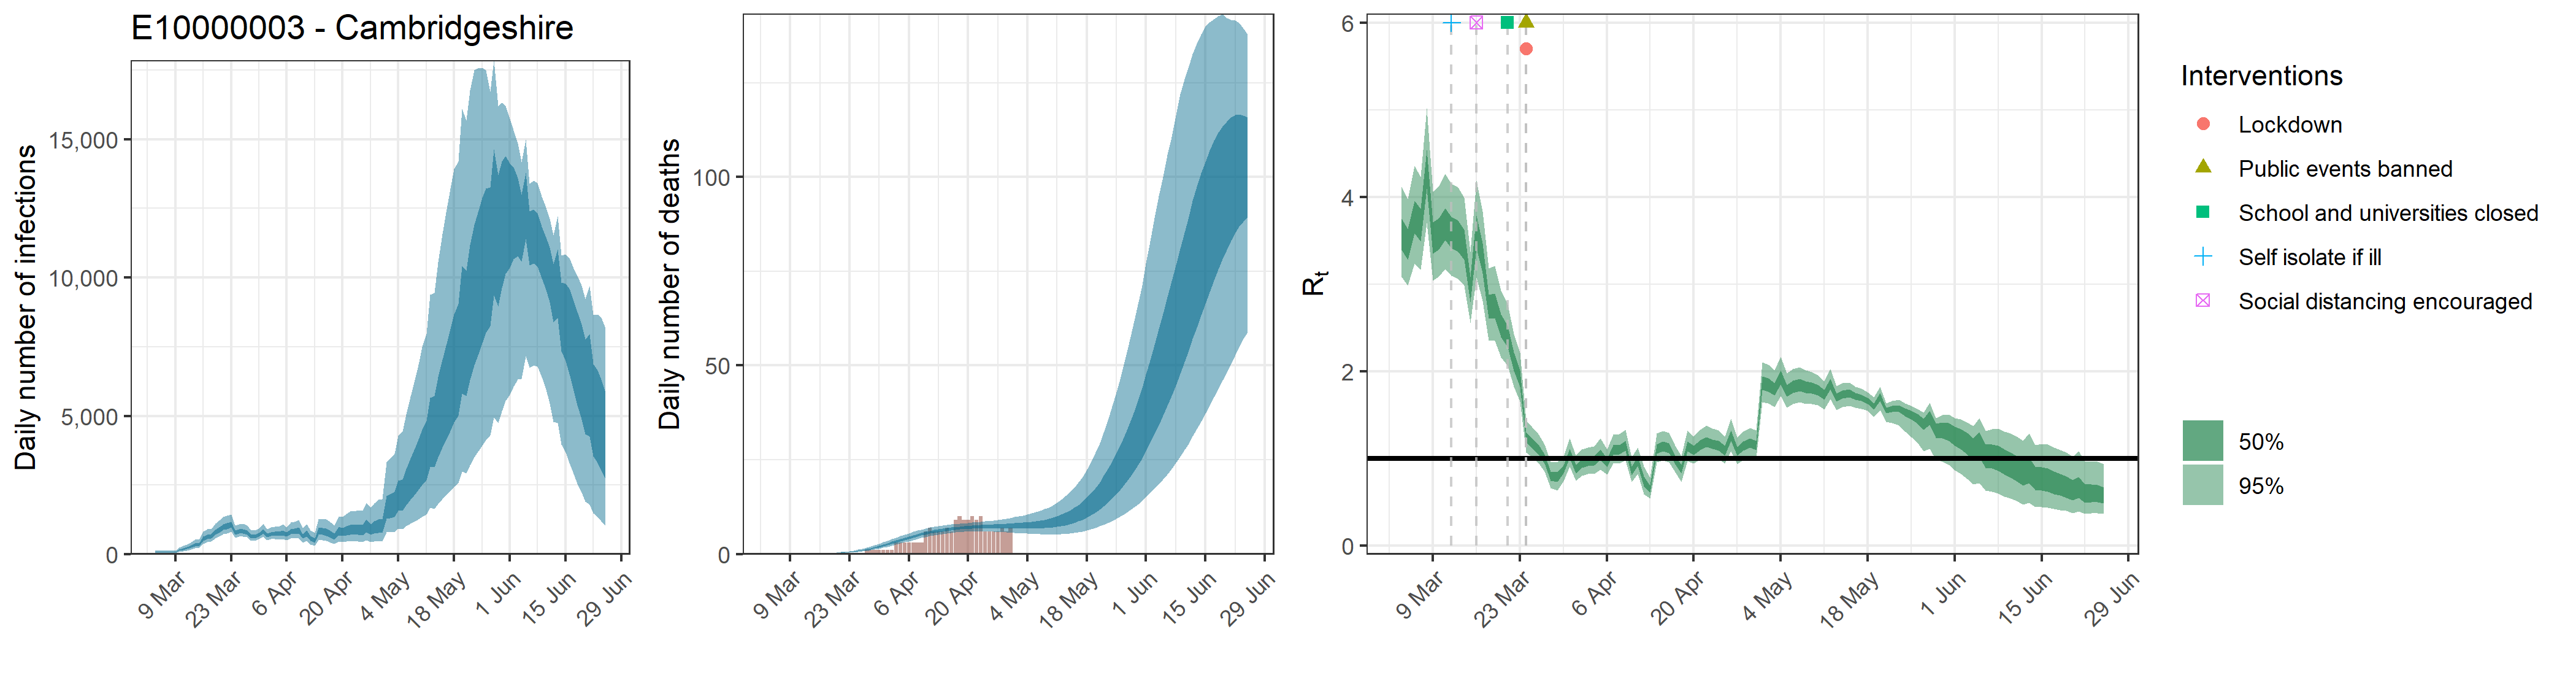 E10000003 - Cambridgeshire
Daily number of infections
15,000
10,000
5,000
0
9 Mar
23 Mar
6 Apr
20 Apr
4 May
18 May
1 Jun
15 Jun
29 Jun
Daily number of deaths
100
50
0
9 Mar
23 Mar
6 Apr
20 Apr
4 May
18 May
1 Jun
15 Jun
29 Jun
Rt
6
4
2
0
9 Mar
23 Mar
6 Apr
20 Apr
4 May
18 May
1 Jun
15 Jun
29 Jun
Interventions
Lockdown
Public events banned
School and universities closed
Self isolate if ill
Social distancing encouraged
50%
95%